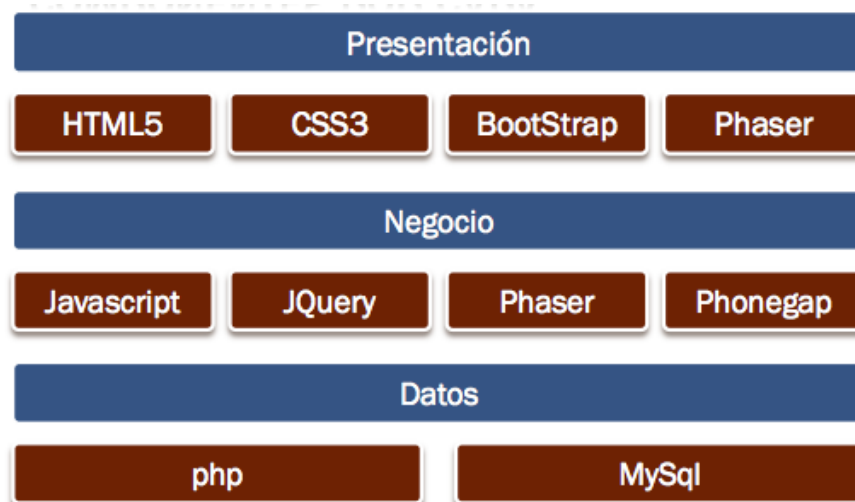 Presentación
HTML5 CSS3 BootStrap Phaser
Negocio
Javascript JQuery Phaser Phonegap
Datos
php MySql